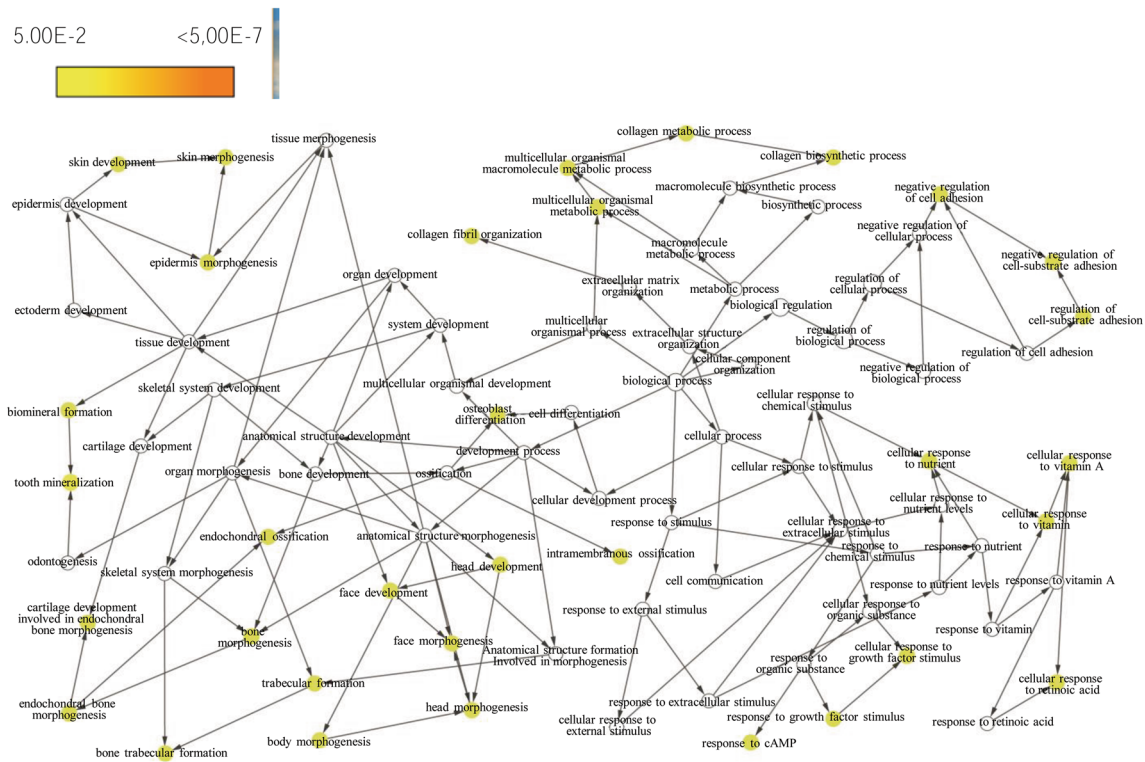 5.00E-2
<5,00E-7
tissue merphogenesis
collagen metabolic process
skin development
skin morphogenesis
multicellular organismal
macromolecule metabolic process
collagen biosynthetic process
epidermis development
macromolecule biosynthetic process
negative regulation
of cell adhesion
multicellular organismal
metabolic process
biosynthetic process
collagen fibril organization
negative regulation of
cellular process
epidermis morphogenesis
macromolecule
metabolic process
negative regulation of
cell-substrate adhesion
organ development
extracellular matrix
organization
metabolic process
regulation of
cellular process
biological regulation
ectoderm development
system development
multicellular
organismal process
extracellular structure
organization
regulation of
biological process
regulation of
cell-substrate adhesion
tissue development
regulation of cell adhesion
cellular component
organization
skeletal system development
multicellular organismal development
biological process
negative regulation of
biological process
biomineral formation
osteoblast
differentiation
cell differentiation
cellular response to
chemical stimulus
cartilage development
anatomical structure development
development process
cellular process
organ morphogenesis
bone development
ossification
cellular response to stimulus
cellular response
to nutrient
cellular response
to vitamin A
tooth mineralization
cellular development process
cellular response to
nutrient levels
endochondral ossification
anatomical structure morphogenesis
response to stimulus
cellular response to
extracellular stimulus
cellular response
to vitamin
odontogenesis
skeletal system morphogenesis
head development
intramembranous ossification
response to
chemical stimulus
response to nutrient
cell communication
response to nutrient levels
response to vitamin A
face development
cartilage development
involved in endochondral
bone morphogenesis
response to external stimulus
cellular response to
organic substance
bone
morphogenesis
face morphogenesis
Anatomical structure formation
Involved in morphogenesis
response to vitamin
cellular response to
growth factor stimulus
response to
organic substance
trabecular formation
cellular response
to retinoic acid
endochondral bone
morphogenesis
head morphogenesis
response to extracellular stimulus
cellular response to
external stimulus
response to growth factor stimulus
response to retinoic acid
bone trabecular formation
body morphogenesis
response to cAMP